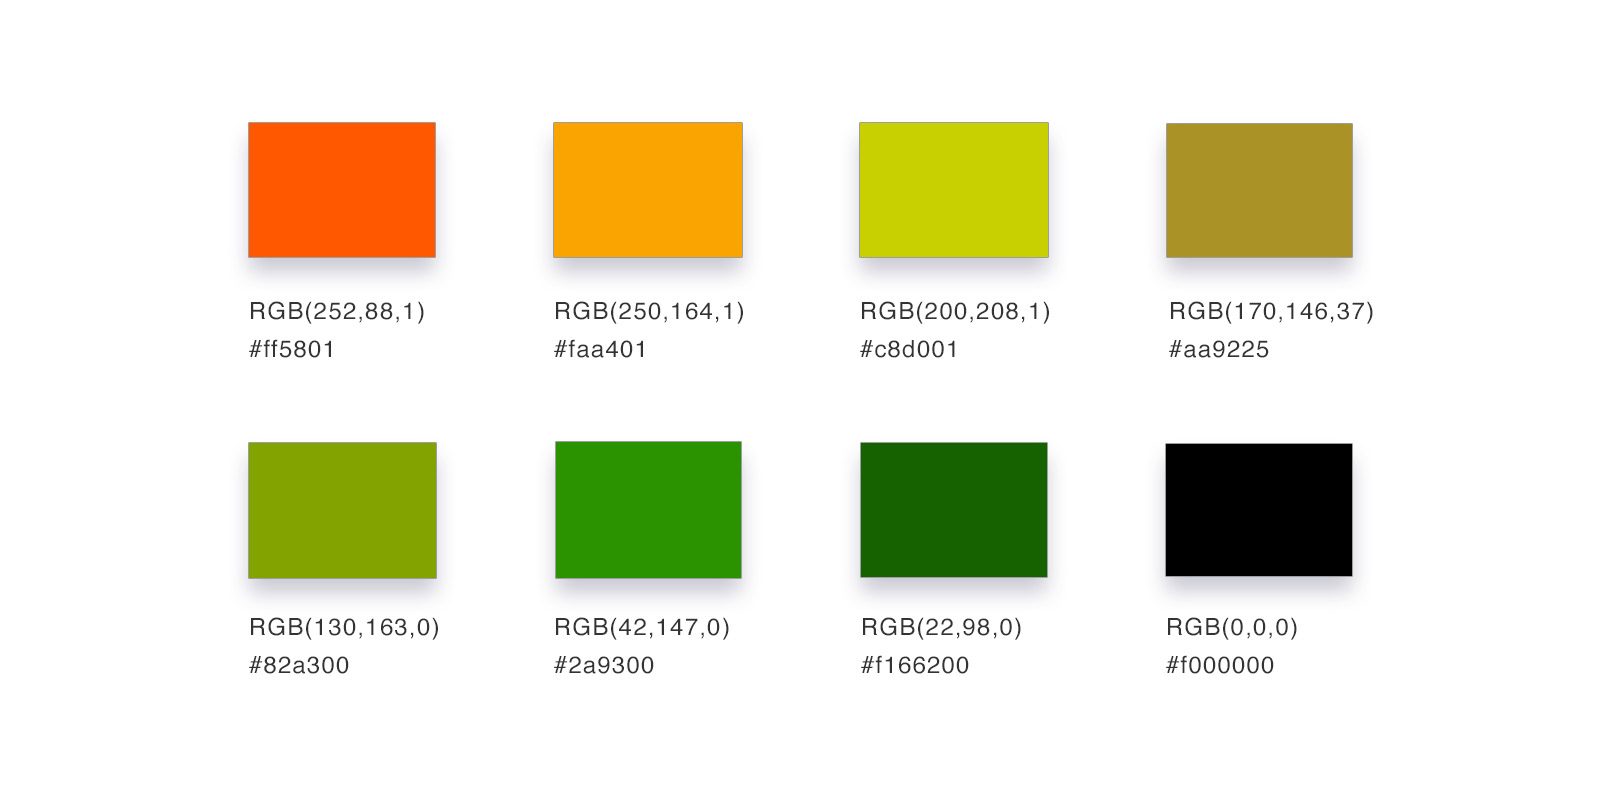 RGB(252,88,1)
#ff5801
RGB(250,164,1)
#faa401
RGB(200,208,1)
#c8d001
RGB(170,146,37)
#aa9225
RGB(130,163,0)
#82a300
RGB(42,147,0)
#2a9300
RGB(22,98,0)
#f166200
RGB(0,0,0)
#f000000